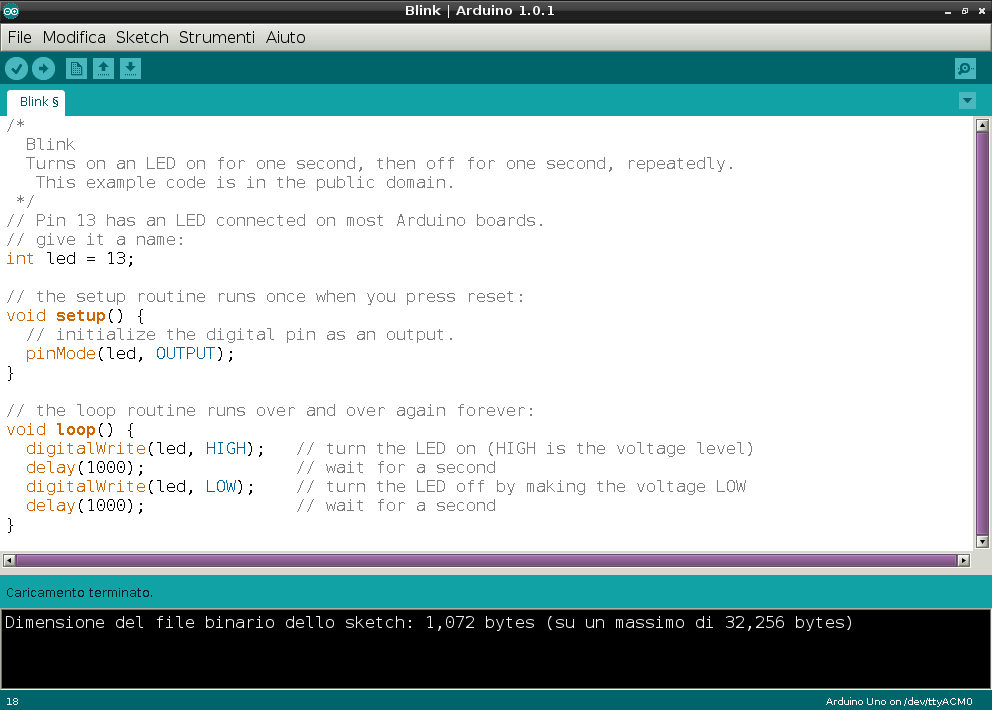 Blink | Arduino 1.0.1
File Modifica Sketch Strumenti Aiuto
Blink §
/*
  Blink
  Turns on an LED on for one second, then off for one second, repeatedly.
   This example code is in the public domain.
 */
// Pin 13 has an LED connected on most Arduino boards.
// give it a name:
int led = 13;
// the setup routine runs once when you press reset:
void setup() {
  // initialize the digital pin as an output.
  pinMode(led, OUTPUT);
}
// the loop routine runs over and over again forever:
void loop() {
  digitalWrite(led, HIGH);   // turn the LED on (HIGH is the voltage level)
  delay(1000);               // wait for a second
  digitalWrite(led, LOW);    // turn the LED off by making the voltage LOW
  delay(1000);               // wait for a second
}
Caricamento terminato.
Dimensione del file binario dello sketch: 1,072 bytes (su un massimo di 32,256 bytes)
18 Arduino Uno on /dev/ttyACM0